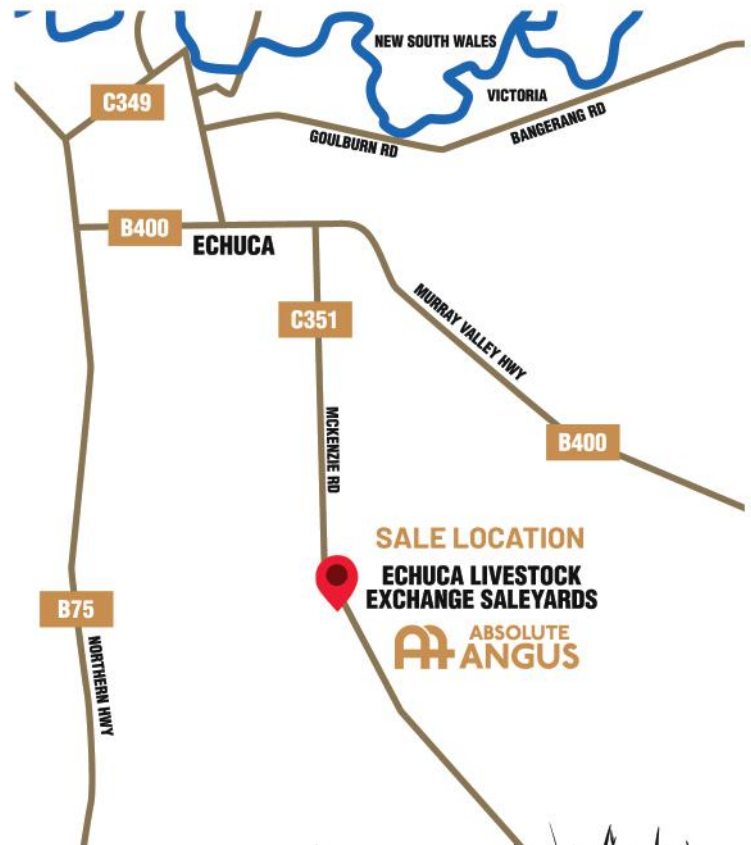 NEW SOUTH WALES
C349
VICTORIA
GOULBURN RD
BANGERANG RD
B400
ECHUCA
C351
MURRAY VALLEY HWY
MCKENZIE RD
B400
SALE LOCATION
ECHUCA LIVESTOCK
EXCHANGE SALEYARDS
ABSOLUTE
ANGUS
B75
NORTHERN HWY